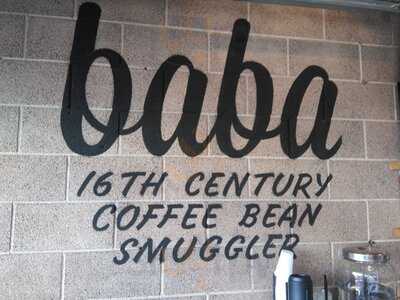 baba
16TH CENTURY
COFFEE BEAN
SMUGGLER